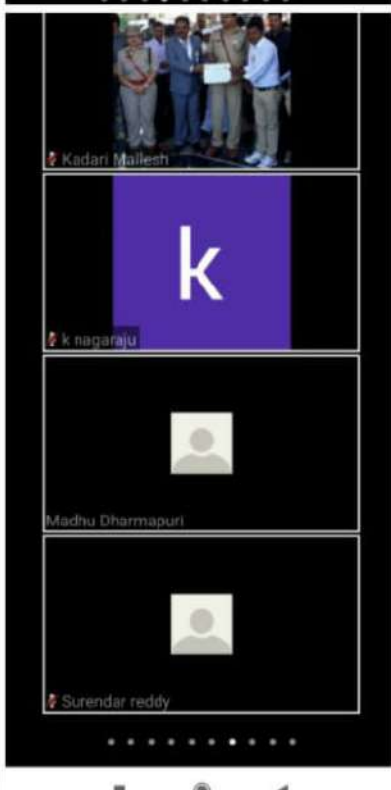 Kadari Mallesh
k
k nagaraju
Madhu Dharmapuri
Surendar reddy